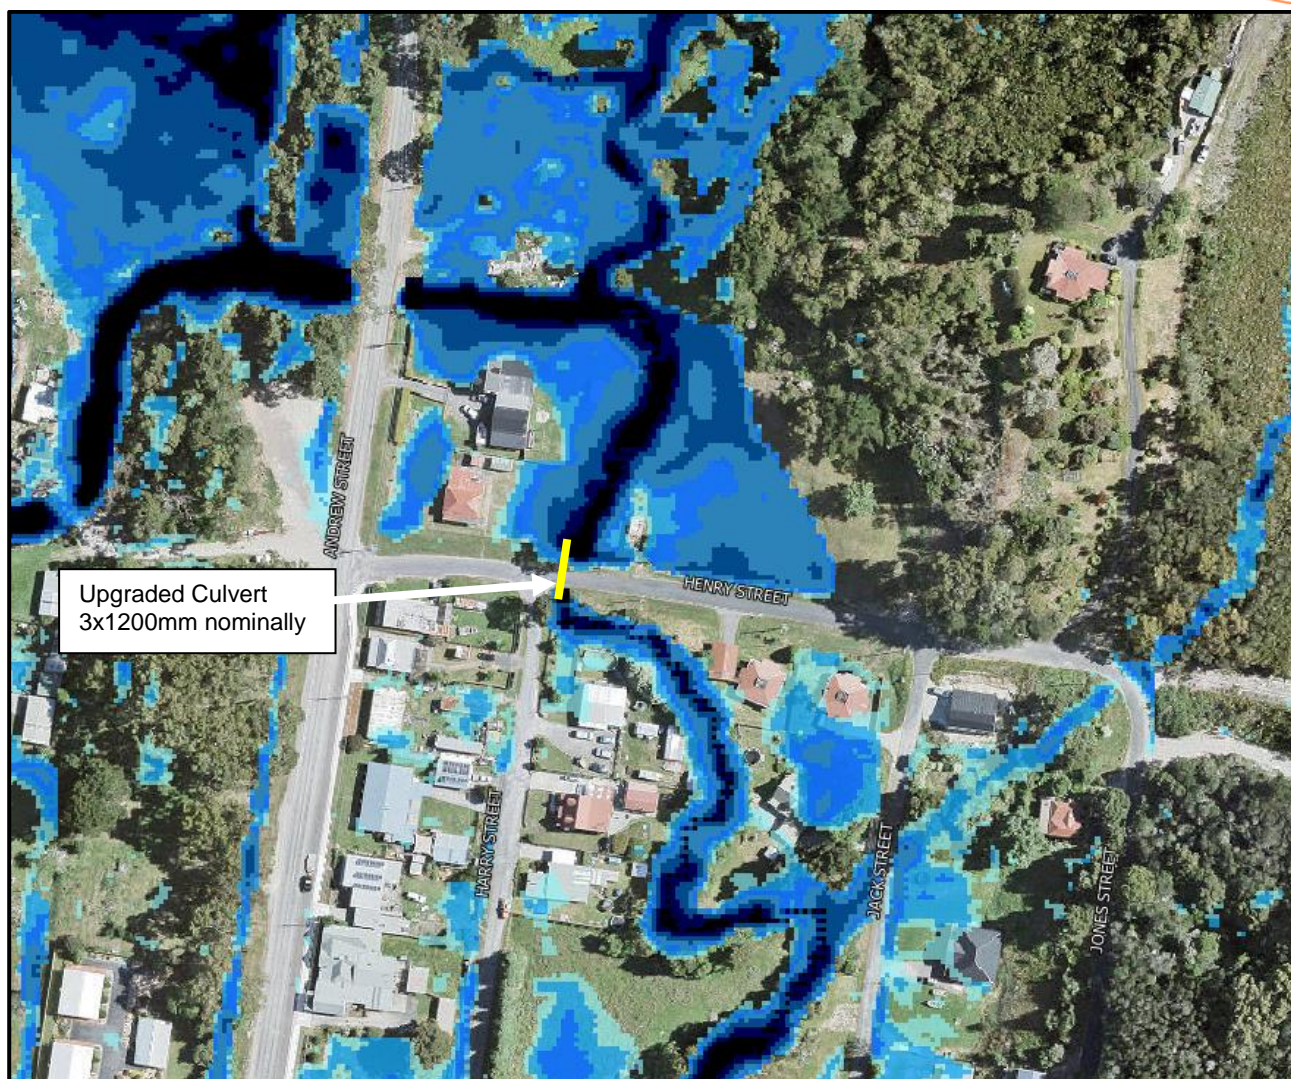 ANDREW STREET
Upgraded Culvert
3x1200mm nominally
HENRY STREET
HARRY STREET
JACK STREET
JONES STREET